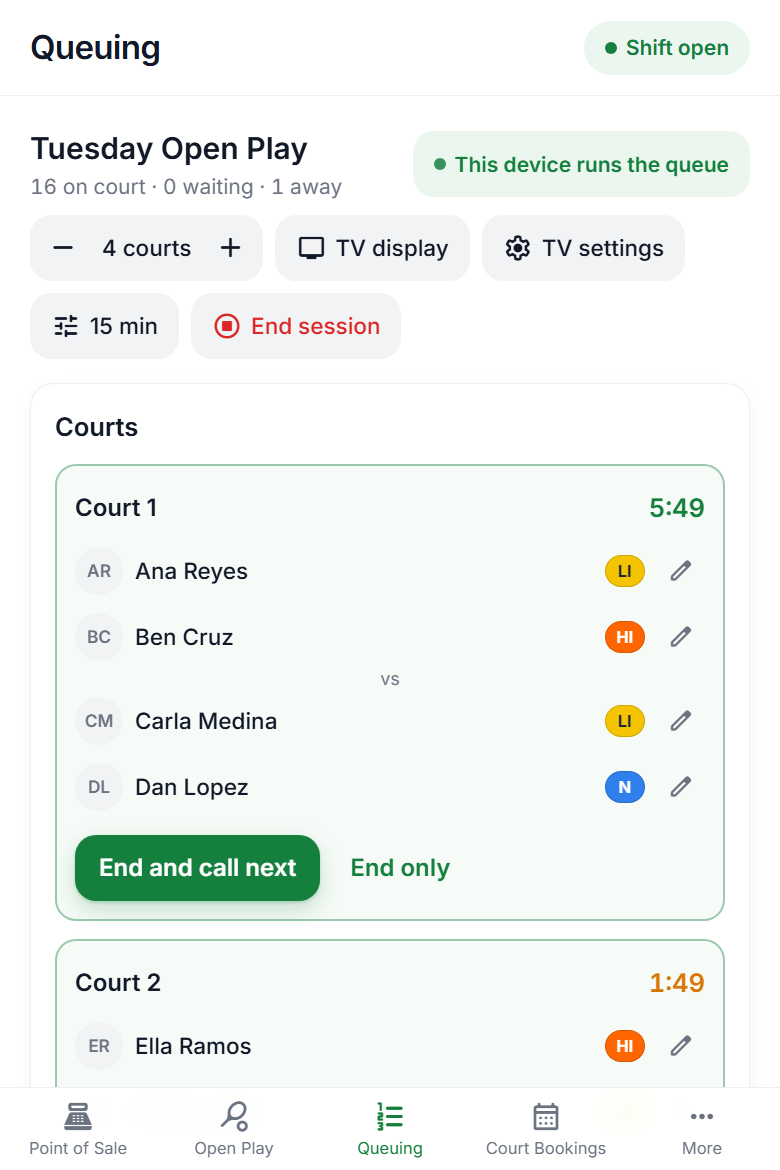 Queuing
Shift open
Tuesday Open Play
16 on court · 0 waiting · 1 away
This device runs the queue
4 courts
TV display
TV settings
15 min
End session
Courts
Court 1
5:49
AR Ana Reyes LI
BC Ben Cruz HI
vs
CM Carla Medina LI
DL Dan Lopez N
End and call next
End only
Court 2
1:49
ER Ella Ramos HI
Point of Sale
Open Play
Queuing
Court Bookings
More